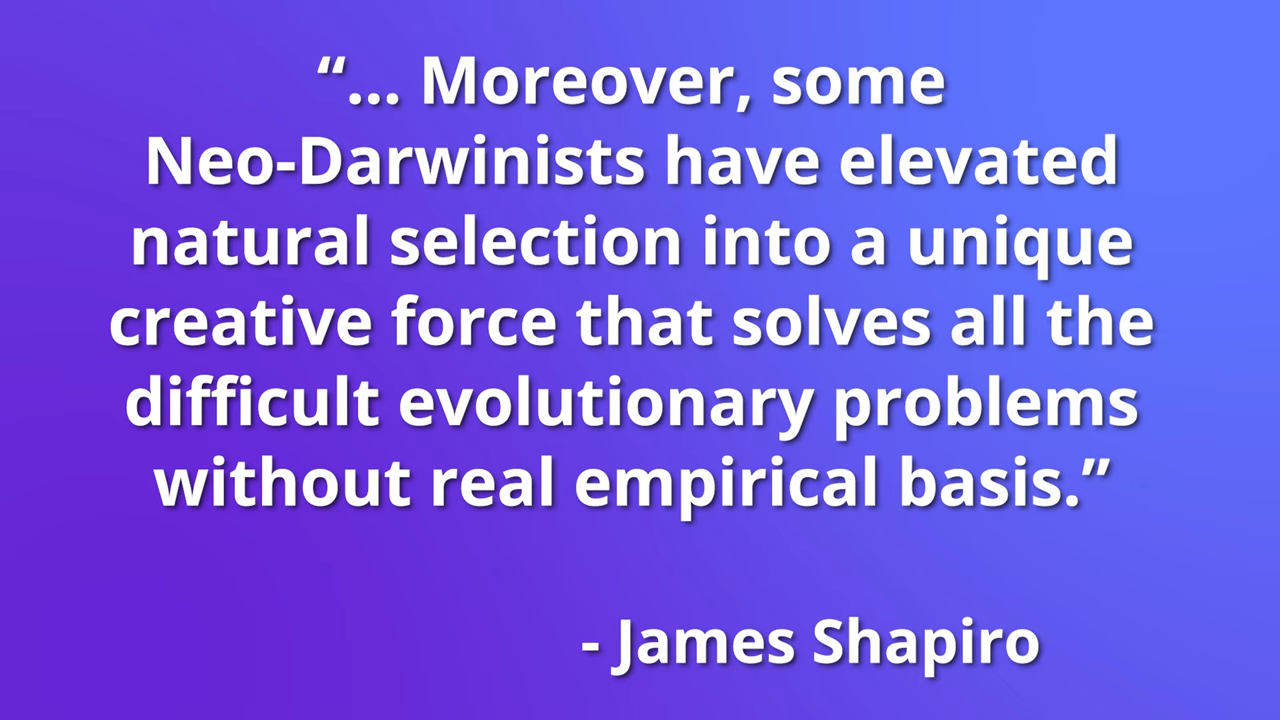 “... Moreover, some
Neo-Darwinists have elevated
natural selection into a unique
creative force that solves all the
difficult evolutionary problems
without real empirical basis.”
- James Shapiro